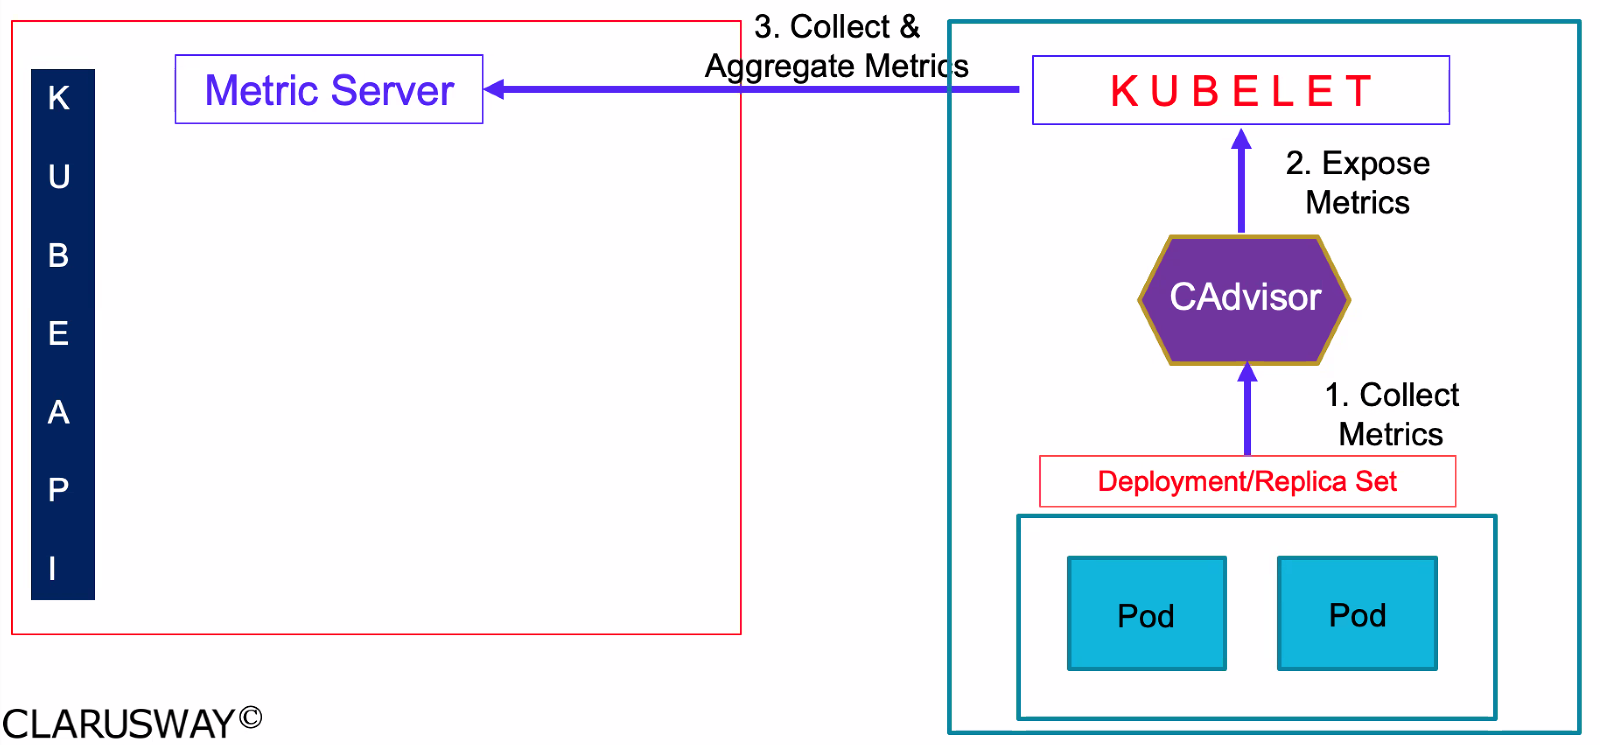 3. Collect &
Aggregate Metrics
Metric Server
K U B E L E T
K
U
B
E
A
P
I
2. Expose
Metrics
CAdvisor
1. Collect
Metrics
Deployment/Replica Set
Pod
Pod
CLARUSWAY©